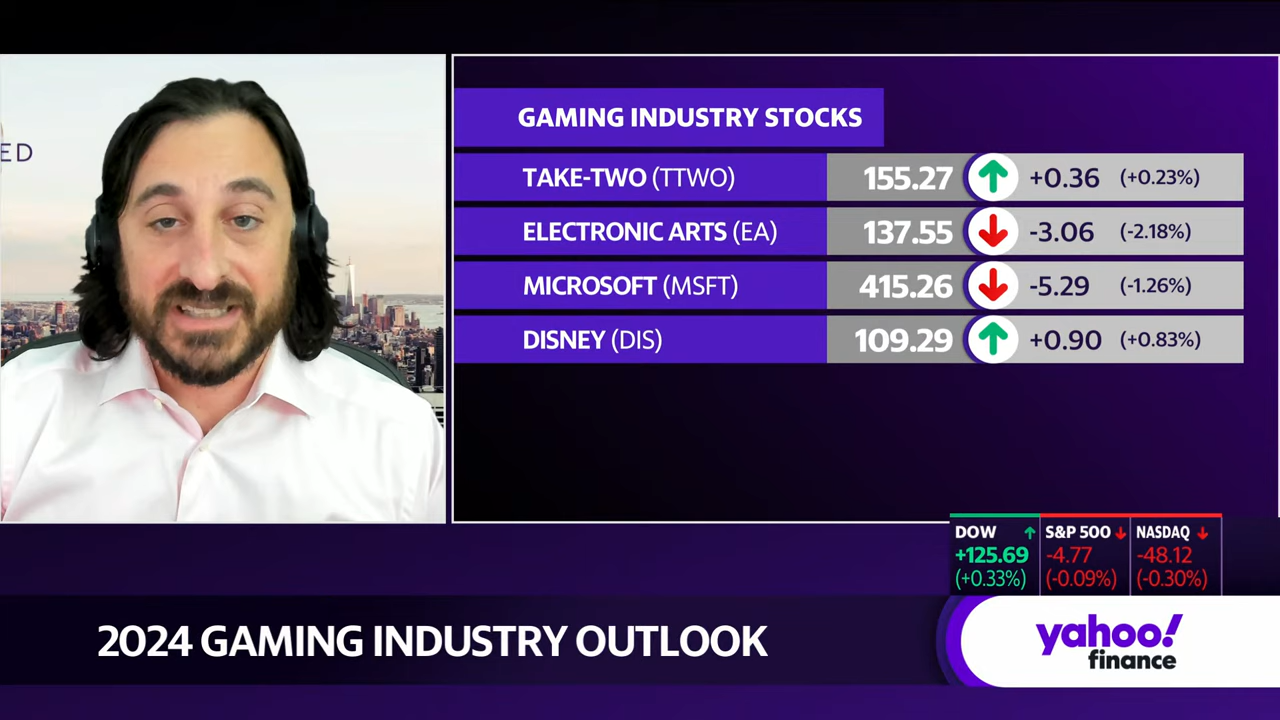 ED
GAMING INDUSTRY STOCKS
TAKE-TWO (TTWO) 155.27 +0.36 (+0.23%)
ELECTRONIC ARTS (EA) 137.55 -3.06 (-2.18%)
MICROSOFT (MSFT) 415.26 -5.29 (-1.26%)
DISNEY (DIS) 109.29 +0.90 (+0.83%)
DOW S&P 500 NASDAQ
+125.69 -4.77 -48.12
(+0.33%) (-0.09%) (-0.30%)
2024 GAMING INDUSTRY OUTLOOK
yahoo!
finance